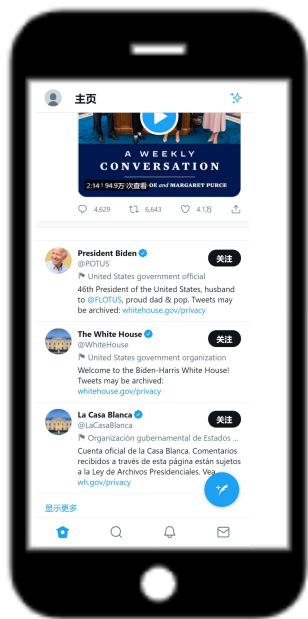 主页
A WEEKLY
CONVERSATION
2:14 94.9万 次查看 OE and MARGARET PURCE
4,629 6,643 4.1万
President Biden
@POTUS
关注
United States government official
46th President of the United States, husband
to @FLOTUS, proud dad & pop. Tweets may
be archived: whitehouse.gov/privacy
The White House
@WhiteHouse
关注
United States government organization
Welcome to the Biden-Harris White House!
Tweets may be archived:
whitehouse.gov/privacy
La Casa Blanca
@LaCasaBlanca
关注
Organización gubernamental de Estados ...
Cuenta oficial de la Casa Blanca. Comentarios
recibidos a través de esta página están sujetos
a la Ley de Archivos Presidenciales. Vea
wh.gov/privacy
显示更多